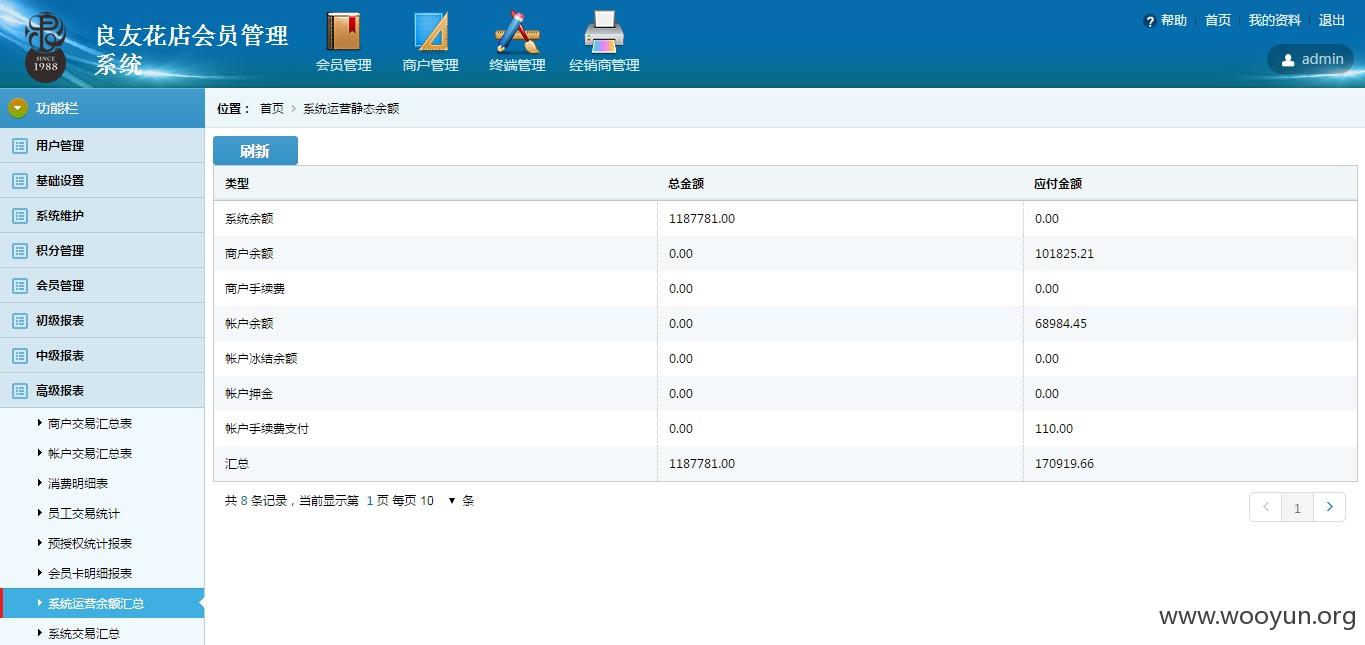 良友花店会员管理
系统
SINCE
1988
会员管理
商户管理
终端管理
经销商管理
帮助
首页
我的资料
退出
admin
功能栏
用户管理
基础设置
系统维护
积分管理
会员管理
初级报表
中级报表
高级报表
商户交易汇总表
帐户交易汇总表
消费明细表
员工交易统计
预授权统计报表
会员卡明细报表
系统运营余额汇总
系统交易汇总
位置： 首页 > 系统运营静态余额
刷新
类型 总金额 应付金额
系统余额 1187781.00 0.00
商户余额 0.00 101825.21
商户手续费 0.00 0.00
帐户余额 0.00 68984.45
帐户冰结余额 0.00 0.00
帐户押金 0.00 0.00
帐户手续费支付 0.00 110.00
汇总 1187781.00 170919.66
共 8 条记录，当前显示第 1 页 每页 10 ▼ 条
< 1 >
www.wooyun.org